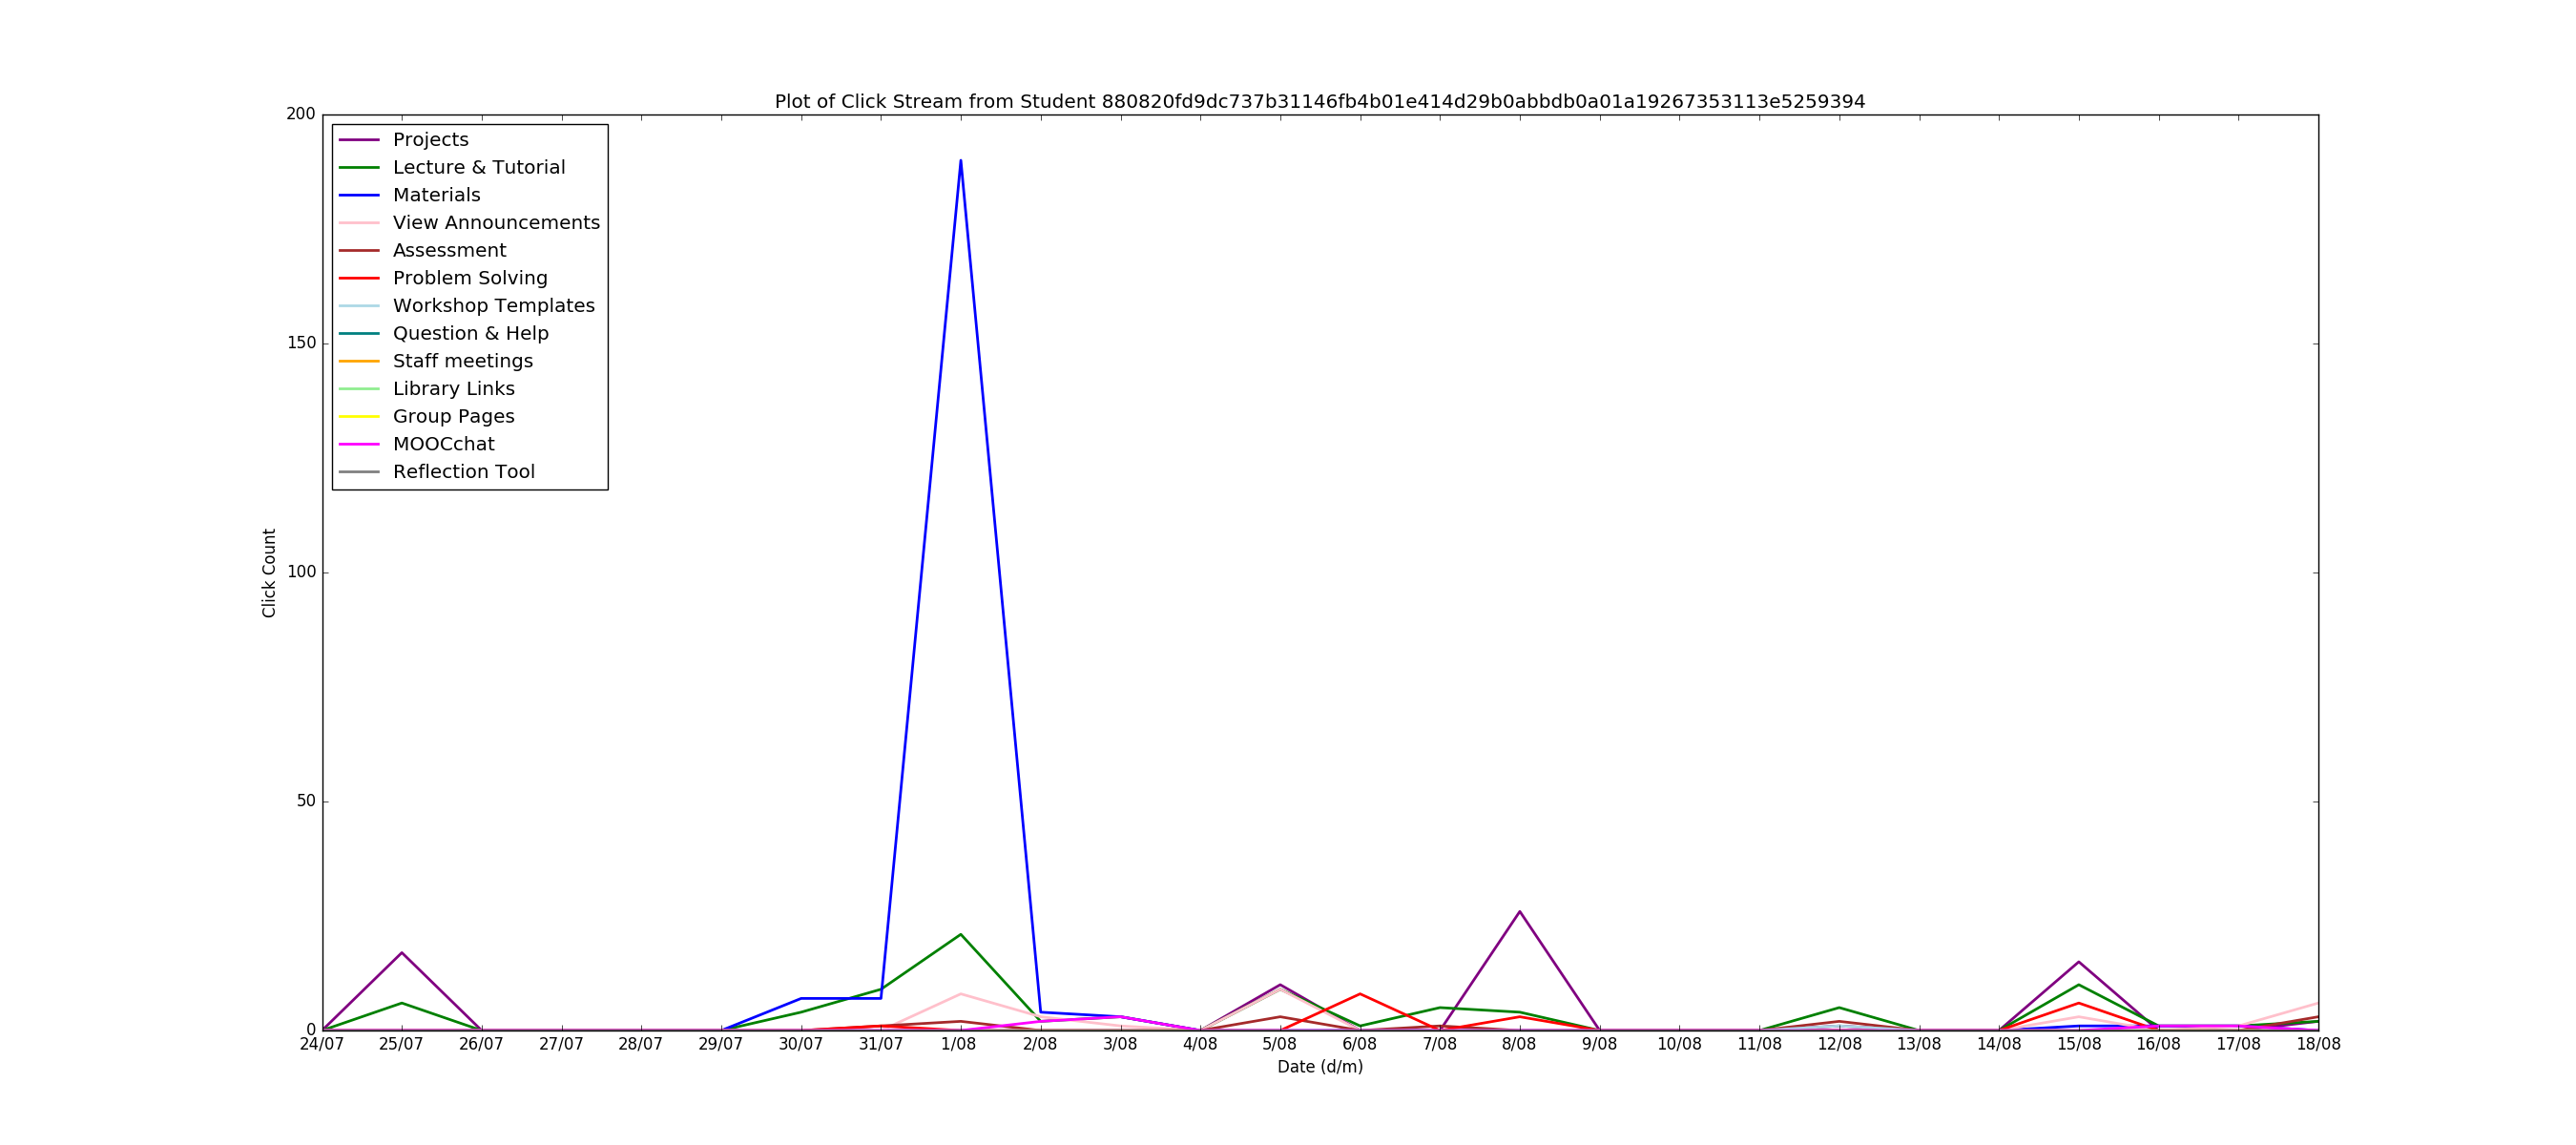 Plot of Click Stream from Student 880820fd9dc737b31146fb4b01e414d29b0abbdb0a01a19267353113e5259394
200
150
100
50
0
Click Count
Projects
Lecture & Tutorial
Materials
View Announcements
Assessment
Problem Solving
Workshop Templates
Question & Help
Staff meetings
Library Links
Group Pages
MOOCchat
Reflection Tool
24/07 25/07 26/07 27/07 28/07 29/07 30/07 31/07 1/08 2/08 3/08 4/08 5/08 6/08 7/08 8/08 9/08 10/08 11/08 12/08 13/08 14/08 15/08 16/08 17/08 18/08
Date (d/m)